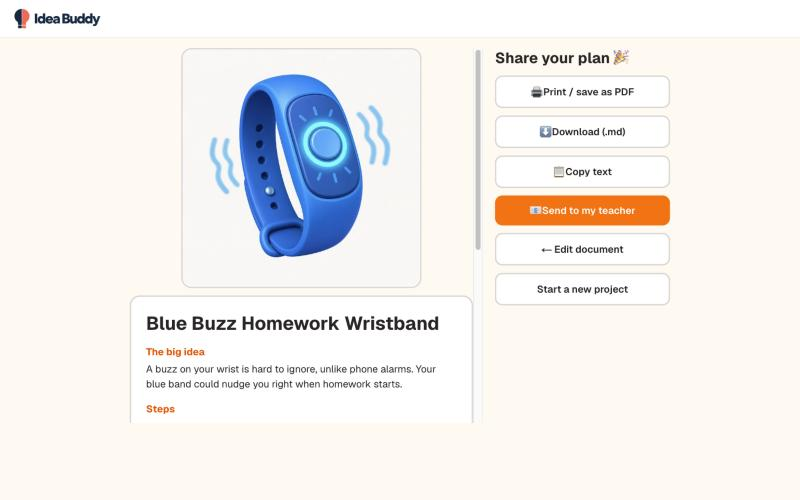 Idea Buddy
Blue Buzz Homework Wristband
The big idea
A buzz on your wrist is hard to ignore, unlike phone alarms. Your
blue band could nudge you right when homework starts.
Steps
Share your plan 🎉
🖨️Print / save as PDF
⬇️Download (.md)
📋Copy text
📧Send to my teacher
← Edit document
Start a new project